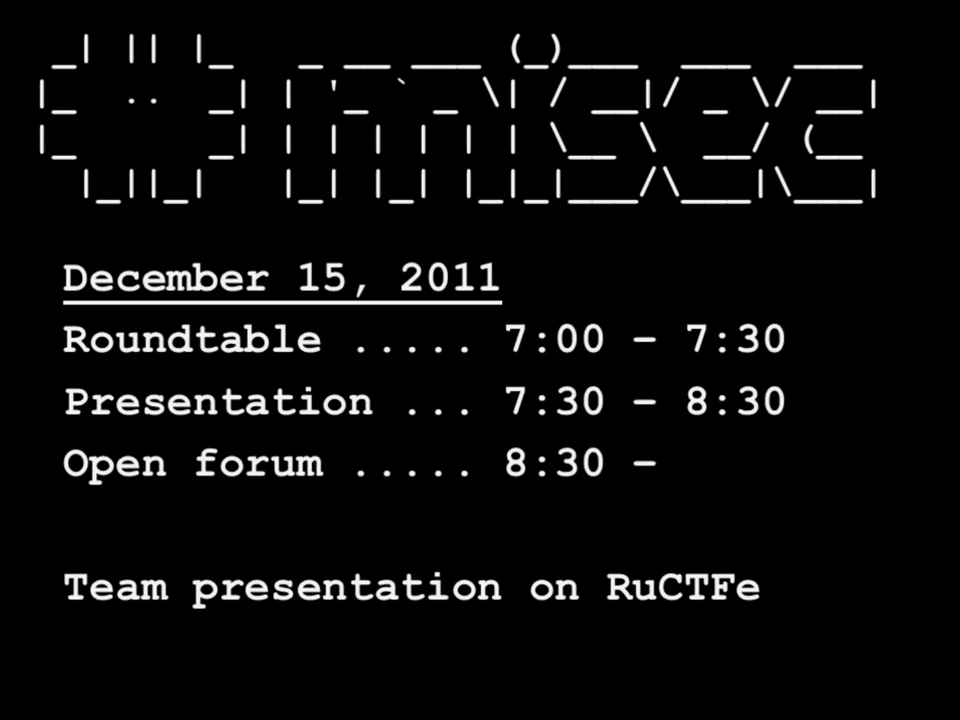 #misec
December 15, 2011
Roundtable ..... 7:00 – 7:30
Presentation ... 7:30 – 8:30
Open forum ..... 8:30 –
Team presentation on RuCTFe